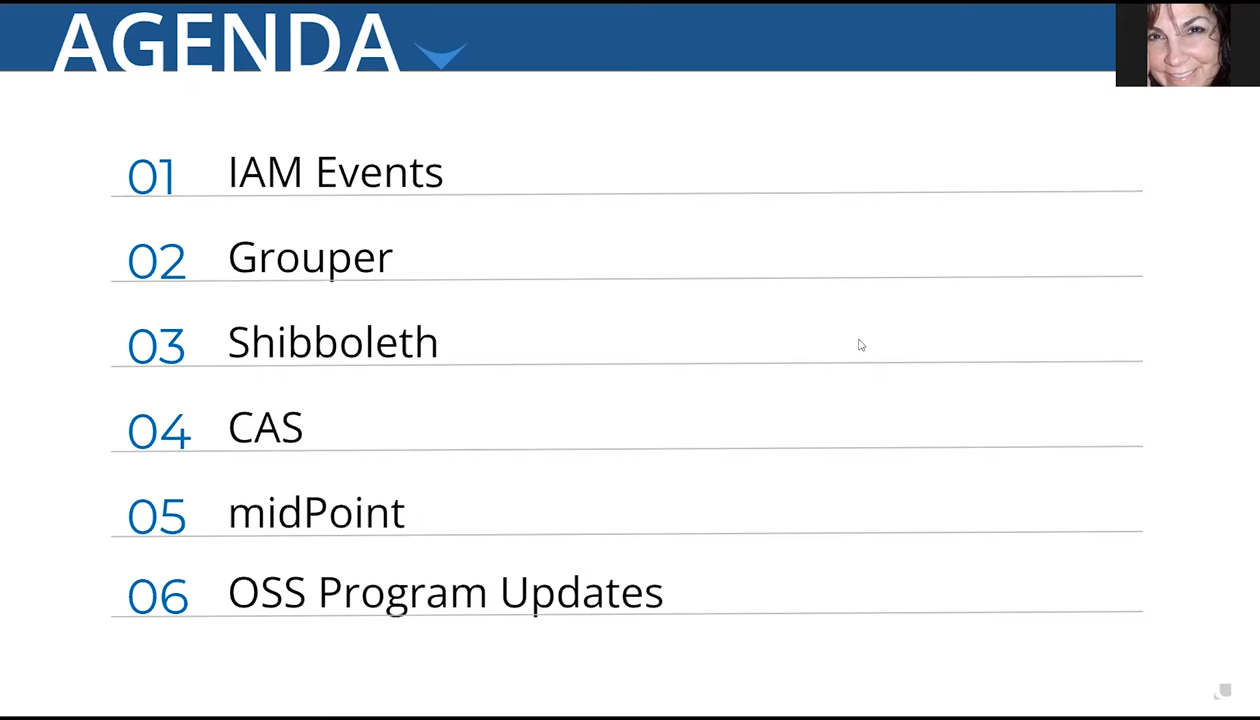 AGENDA
01 IAM Events
02 Grouper
03 Shibboleth
04 CAS
05 midPoint
06 OSS Program Updates